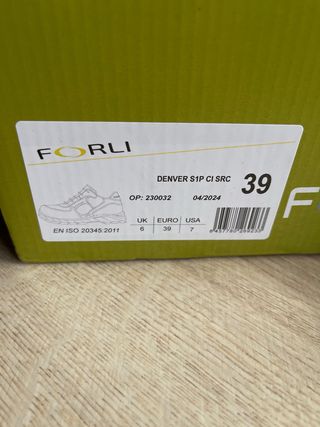 FORLI
DENVER S1P CI SRC 39
OP: 230032 04/2024
UK EURO USA
6 39 7
EN ISO 20345:2011
F